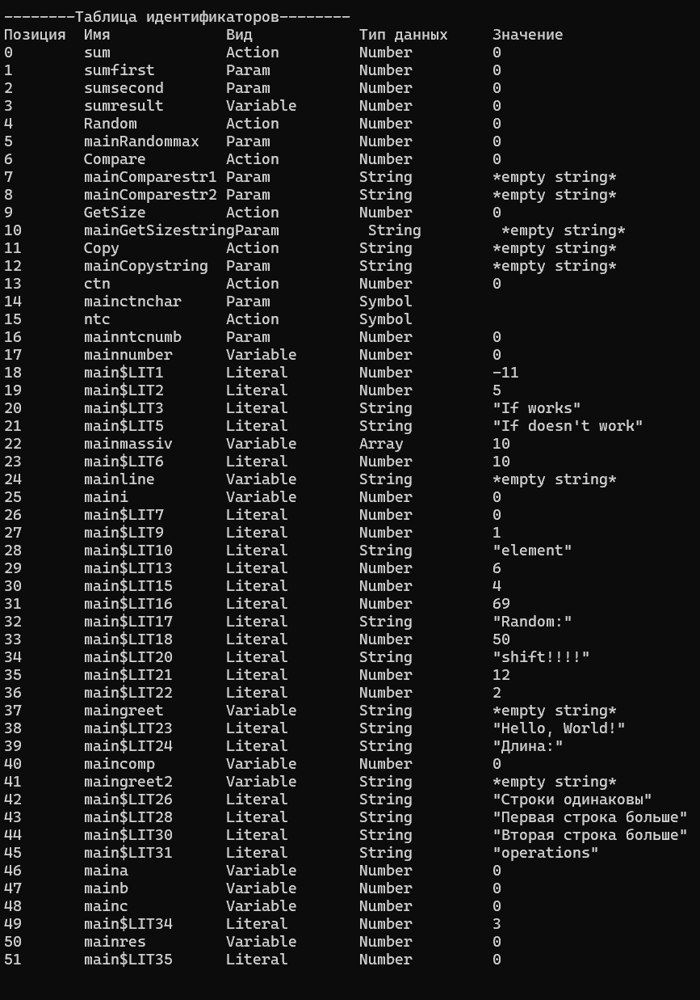 --------Таблица идентификаторов--------
Позиция Имя Вид Тип данных Значение
0 sum Action Number 0
1 sumfirst Param Number 0
2 sumsecond Param Number 0
3 sumresult Variable Number 0
4 Random Action Number 0
5 mainRandommax Param Number 0
6 Compare Action Number 0
7 mainComparestr1 Param String *empty string*
8 mainComparestr2 Param String *empty string*
9 GetSize Action Number 0
10 mainGetSizestringParam String *empty string*
11 Copy Action String *empty string*
12 mainCopystring Param String *empty string*
13 ctn Action Number 0
14 mainctnchar Param Symbol
15 ntc Action Symbol
16 mainntcnumb Param Number 0
17 mainnumber Variable Number 0
18 main$LIT1 Literal Number -11
19 main$LIT2 Literal Number 5
20 main$LIT3 Literal String "If works"
21 main$LIT5 Literal String "If doesn't work"
22 mainmassiv Variable Array 10
23 main$LIT6 Literal Number 10
24 mainline Variable String *empty string*
25 maini Variable Number 0
26 main$LIT7 Literal Number 0
27 main$LIT9 Literal Number 1
28 main$LIT10 Literal String "element"
29 main$LIT13 Literal Number 6
30 main$LIT15 Literal Number 4
31 main$LIT16 Literal Number 69
32 main$LIT17 Literal String "Random:"
33 main$LIT18 Literal Number 50
34 main$LIT20 Literal String "shift!!!!"
35 main$LIT21 Literal Number 12
36 main$LIT22 Literal Number 2
37 maingreet Variable String *empty string*
38 main$LIT23 Literal String "Hello, World!"
39 main$LIT24 Literal String "Длина:"
40 maincomp Variable Number 0
41 maingreet2 Variable String *empty string*
42 main$LIT26 Literal String "Строки одинаковы"
43 main$LIT28 Literal String "Первая строка больше"
44 main$LIT30 Literal String "Вторая строка больше"
45 main$LIT31 Literal String "operations"
46 maina Variable Number 0
47 mainb Variable Number 0
48 mainc Variable Number 0
49 main$LIT34 Literal Number 3
50 mainres Variable Number 0
51 main$LIT35 Literal Number 0